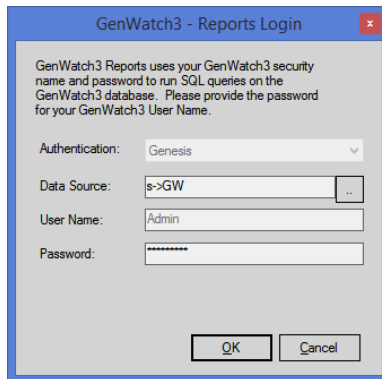 GenWatch3 - Reports Login
x
GenWatch3 Reports uses your GenWatch3 security
name and password to run SQL queries on the
GenWatch3 database. Please provide the password
for your GenWatch3 User Name.
Authentication: Genesis
Data Source: s->GW ..
User Name: Admin
Password: *********
OK Cancel